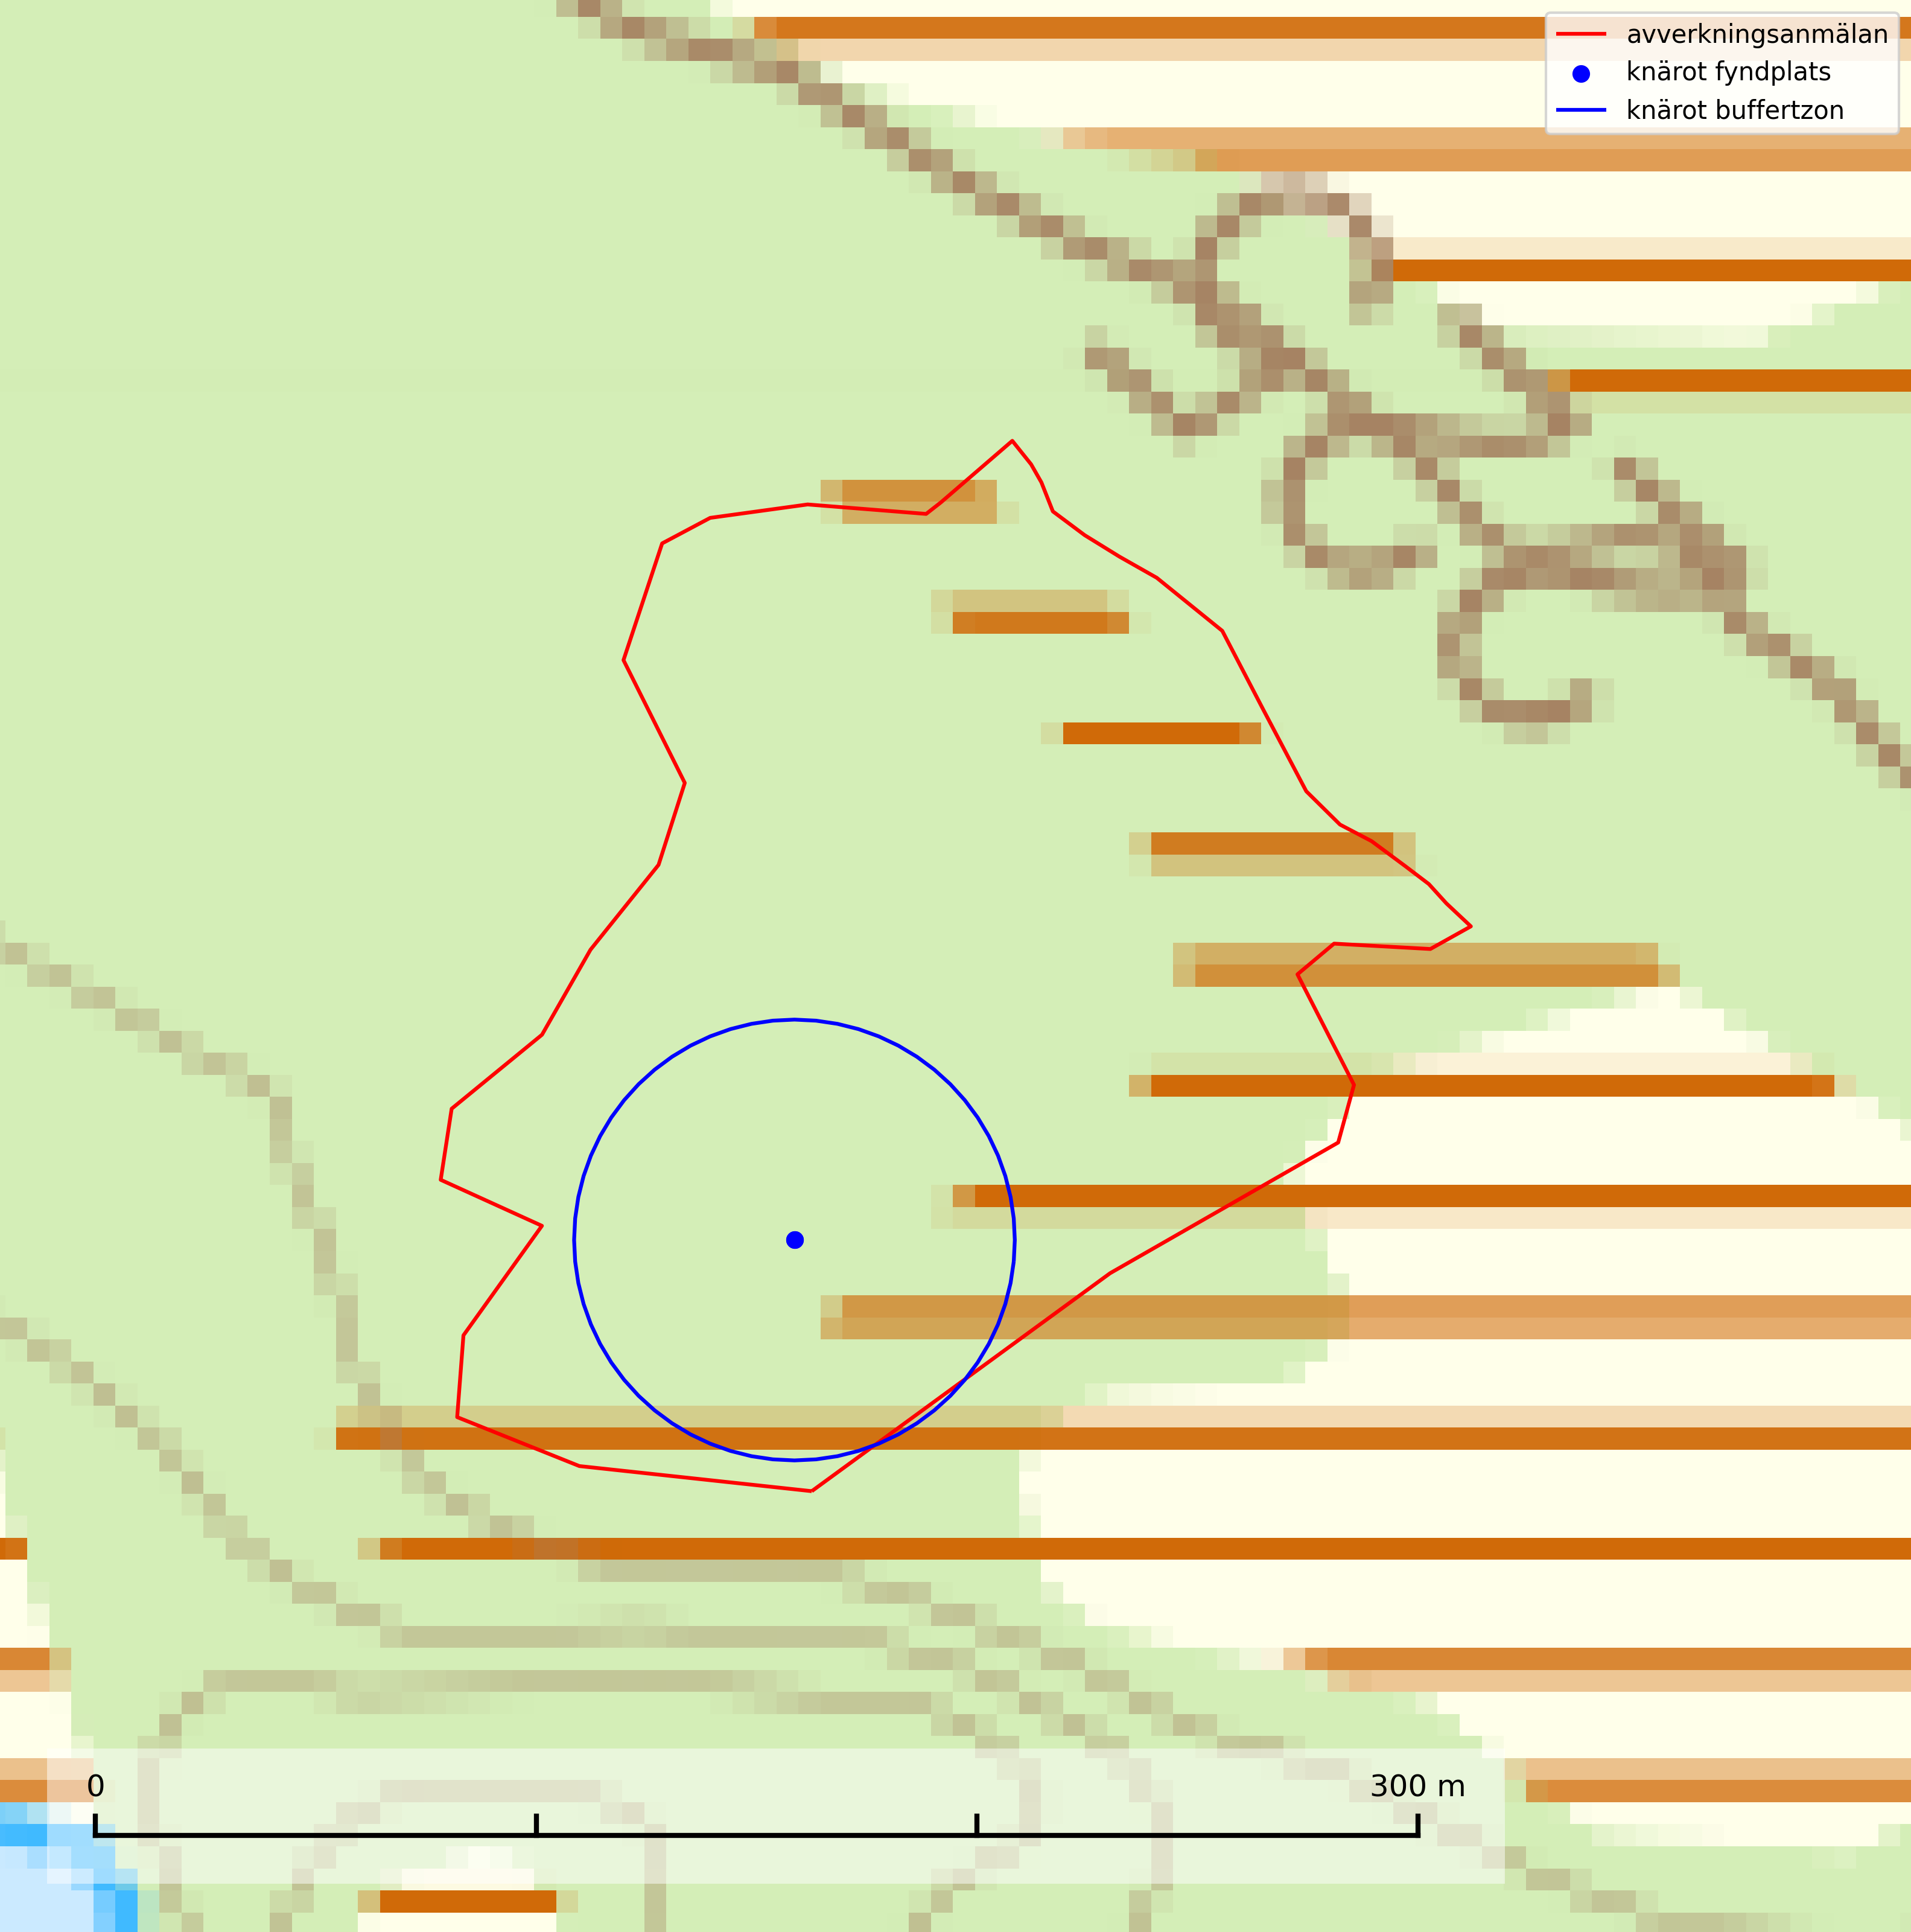 avverkningsanmälan
knärot fyndplats
knärot buffertzon
0
300 m